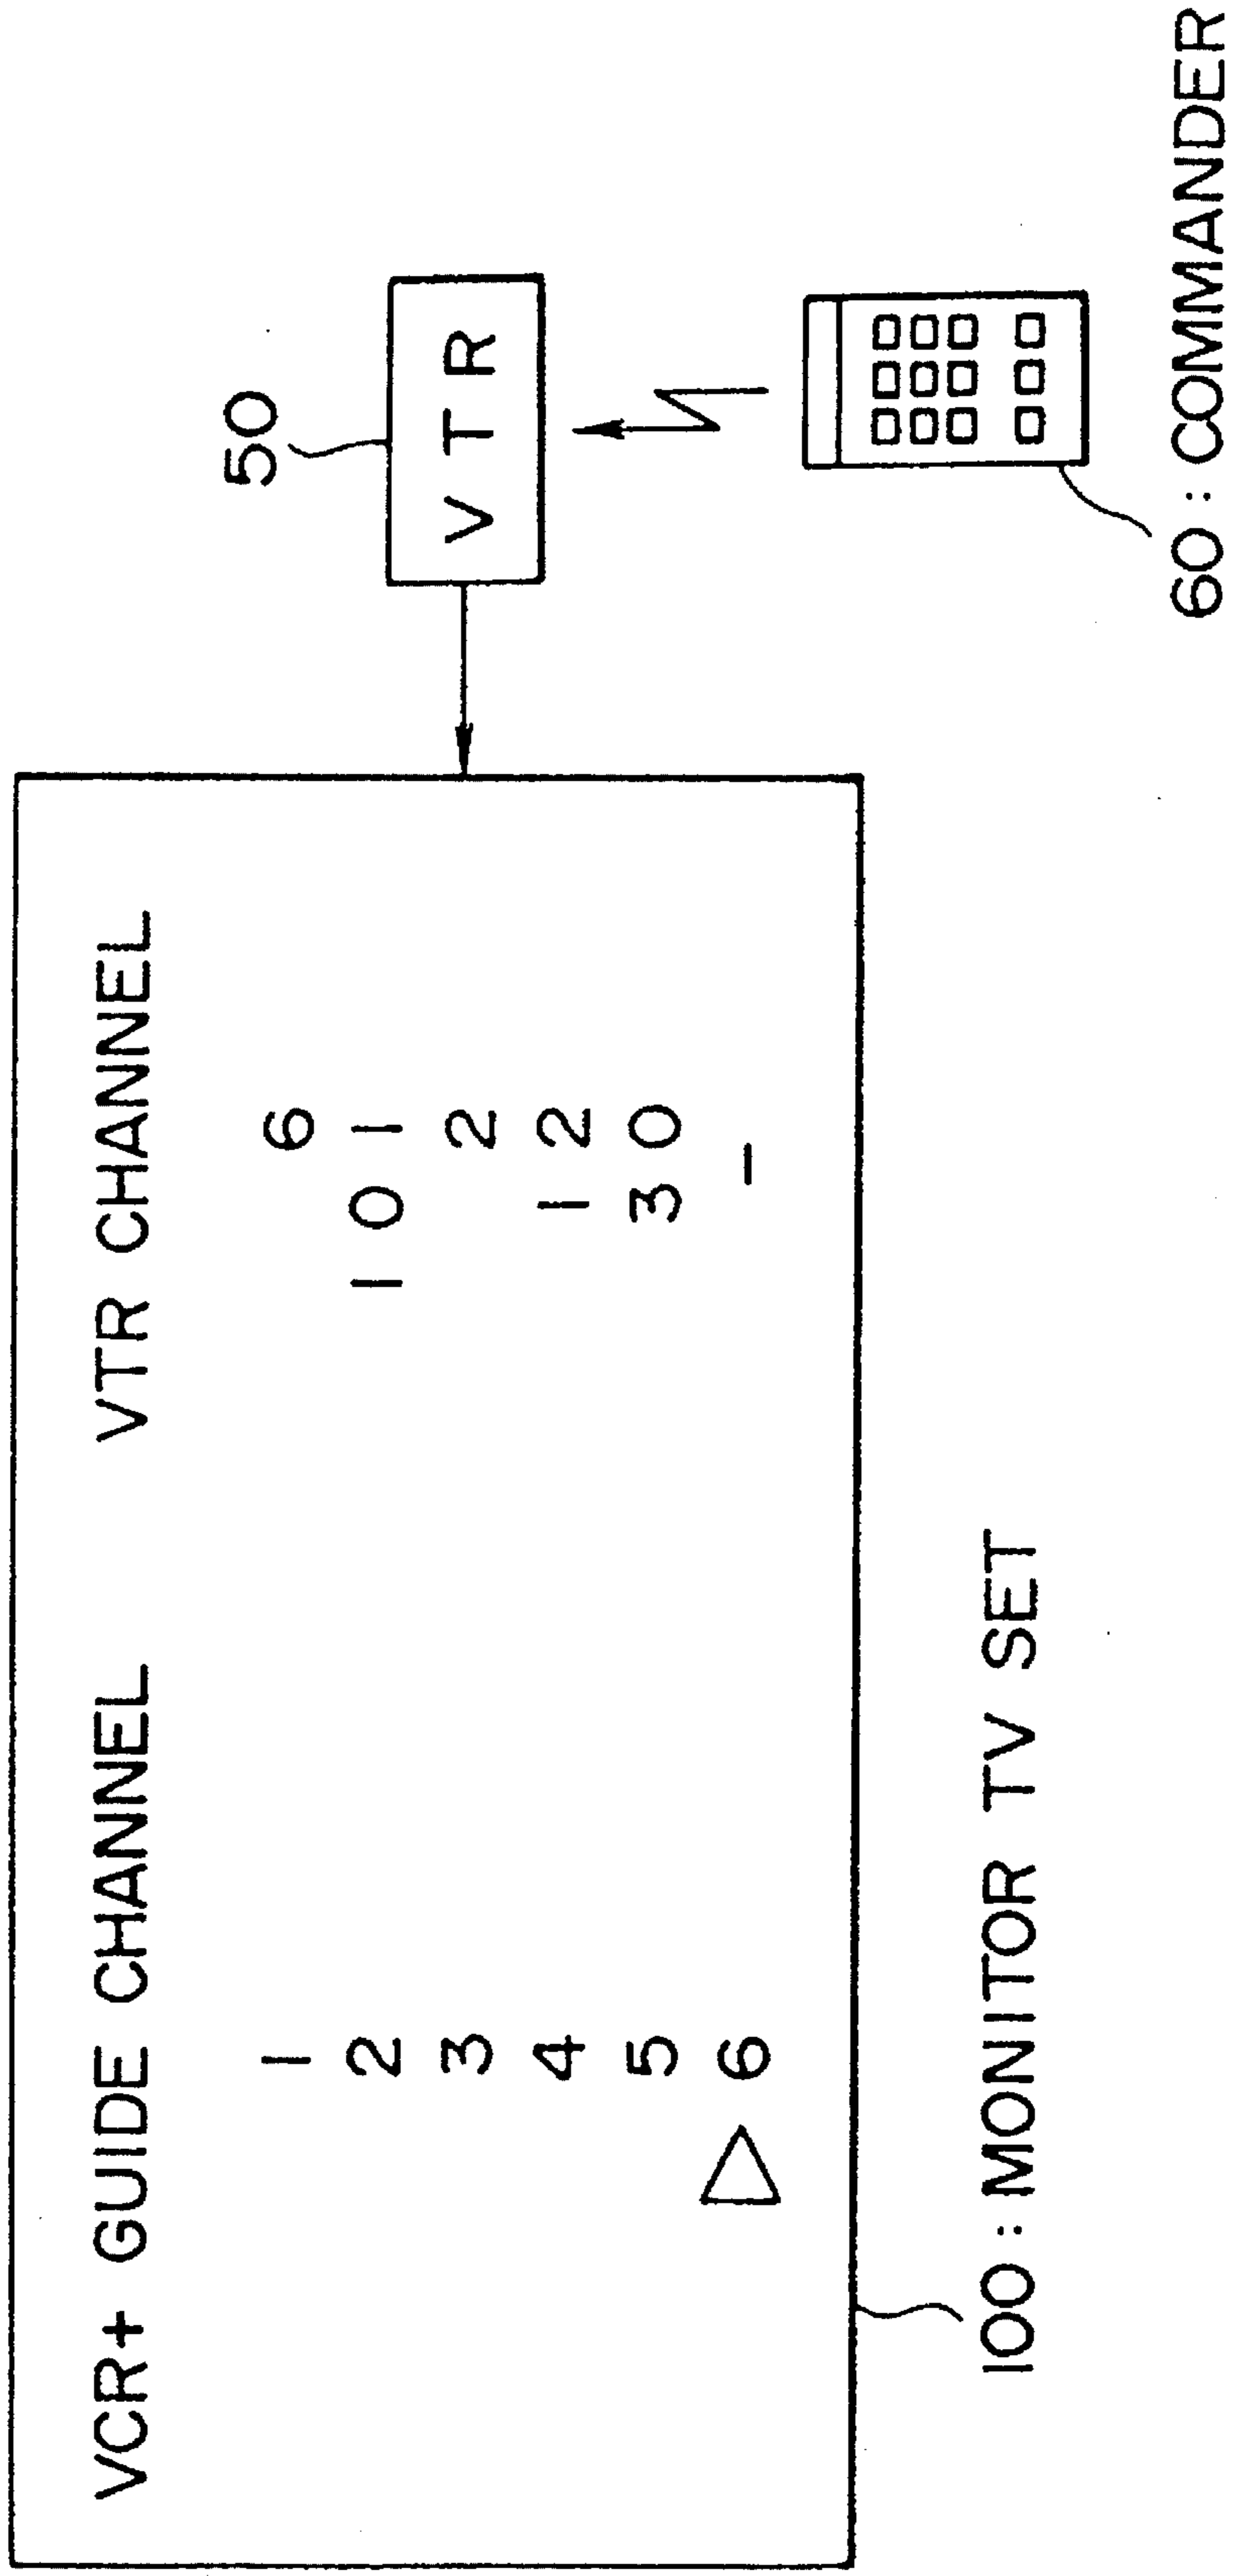 VCR+ GUIDE CHANNEL VTR CHANNEL
1 6
2 101
3 2
4 12
5 30
▷ 6 –
100 : MONITOR TV SET
50
VTR
60 : COMMANDER